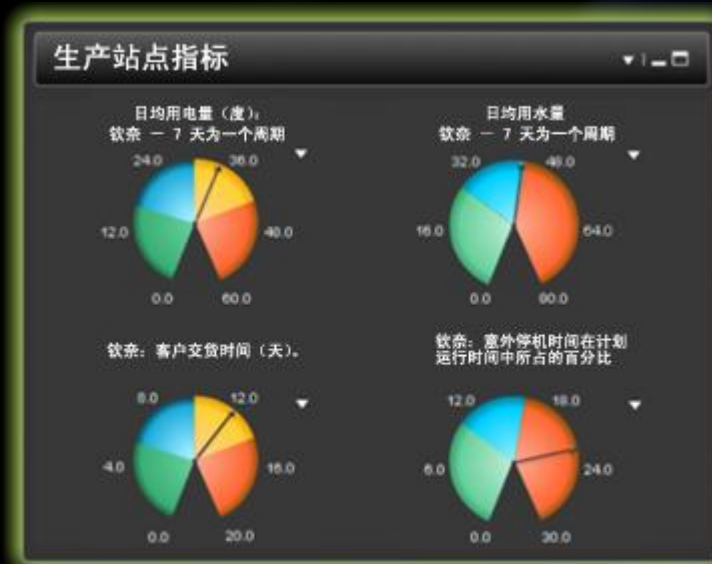 生产站点指标
日均用电量（度）：
钦奈 － 7 天为一个周期
24.0 36.0
12.0 48.0
0.0 60.0
日均用水量
钦奈 － 7 天为一个周期
32.0 48.0
16.0 64.0
0.0 80.0
钦奈：客户交货时间（天）。
8.0 12.0
4.0 16.0
0.0 20.0
钦奈：意外停机时间在计划
运行时间中所占的百分比
12.0 18.0
6.0 24.0
0.0 30.0